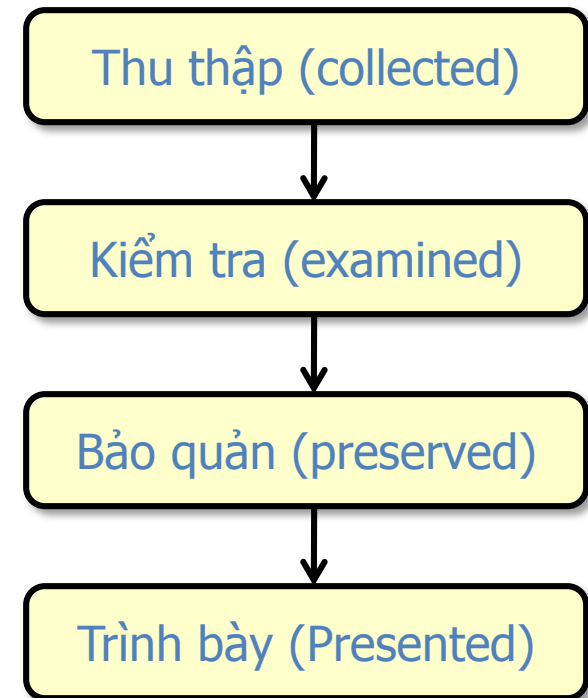 Thu thập (collected)
Kiểm tra (examined)
Bảo quản (preserved)
Trình bày (Presented)